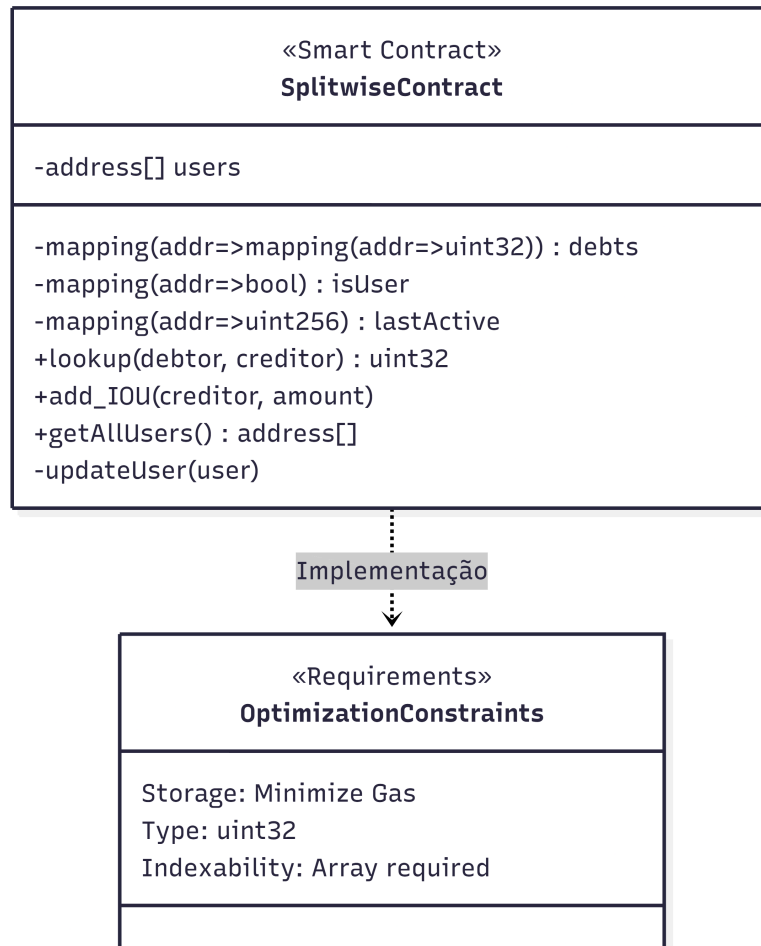 «Smart Contract»
SplitwiseContract
-address[] users
-mapping(addr=>mapping(addr=>uint32)) : debts
-mapping(addr=>bool) : isUser
-mapping(addr=>uint256) : lastActive
+lookup(debtor, creditor) : uint32
+add_IOU(creditor, amount)
+getAllUsers() : address[]
-updateUser(user)
Implementação
«Requirements»
OptimizationConstraints
Storage: Minimize Gas
Type: uint32
Indexability: Array required